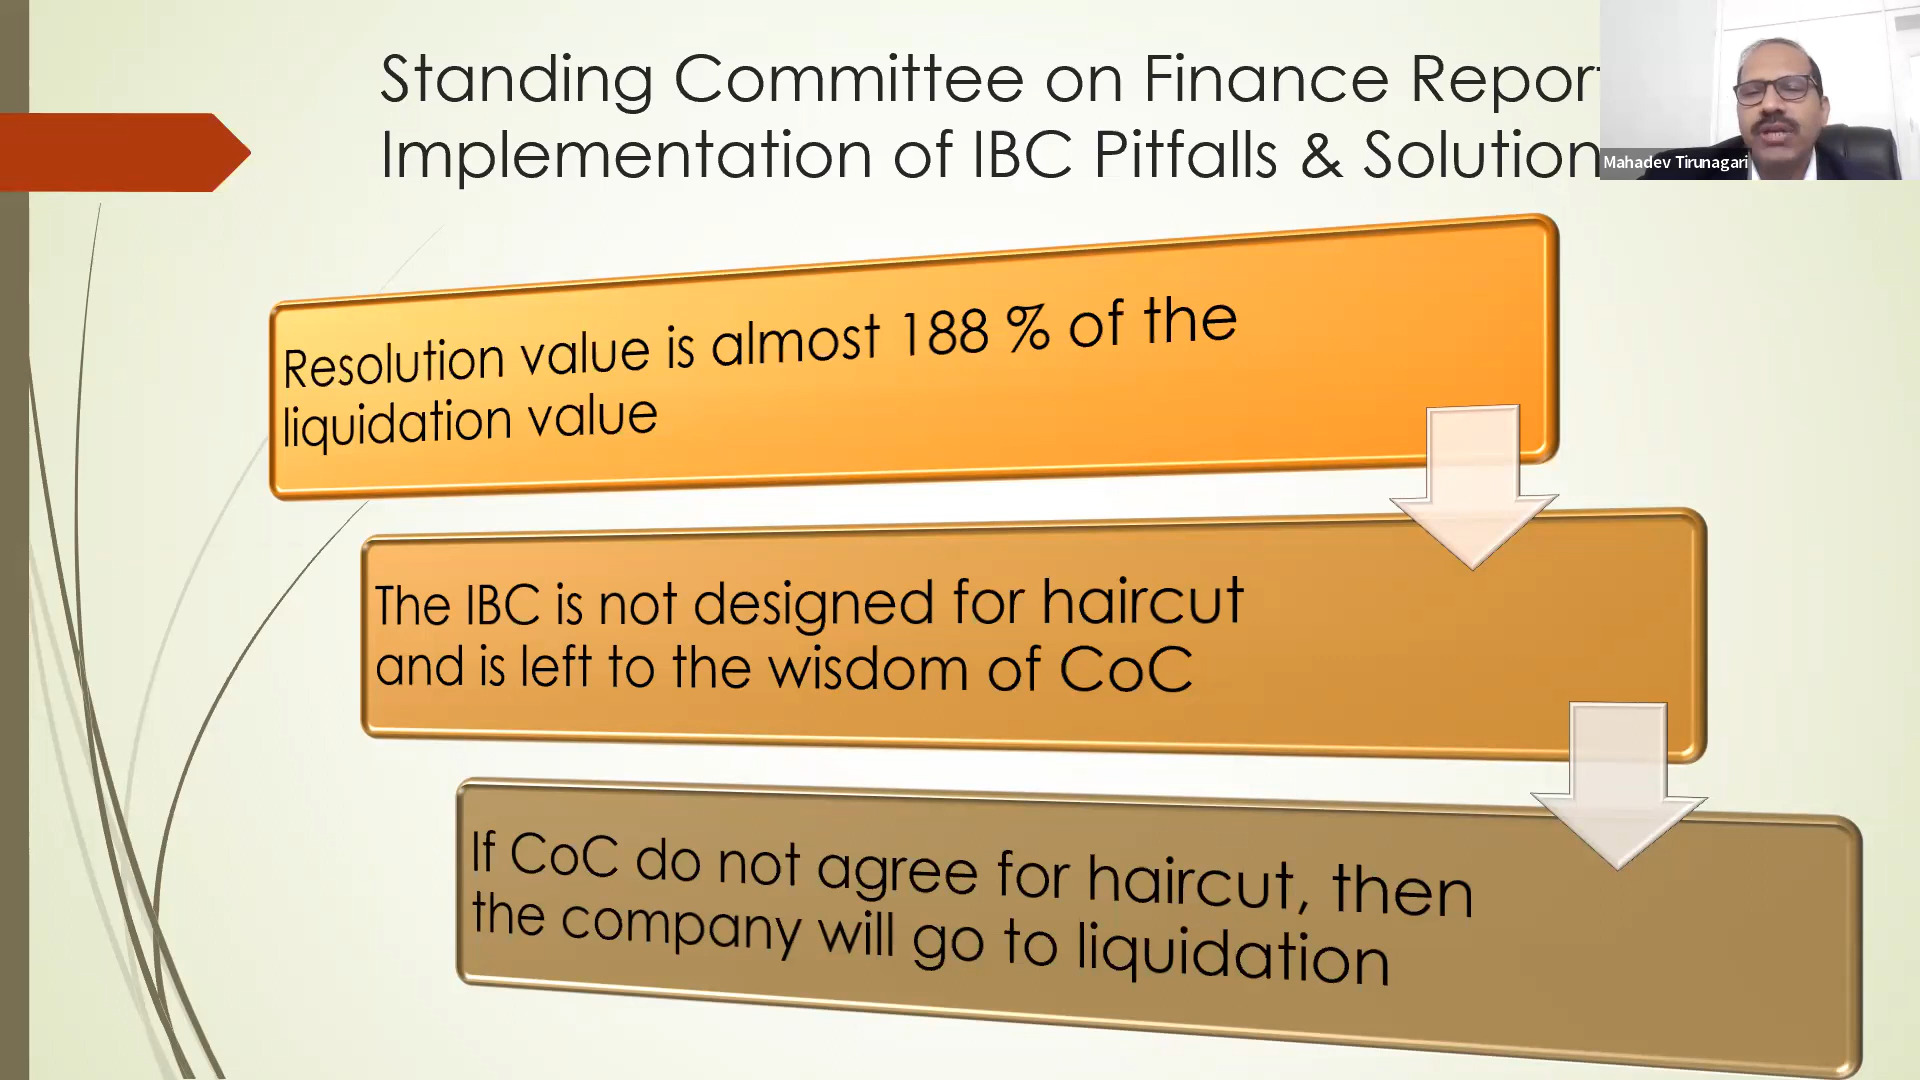 Standing Committee on Finance Report
Implementation of IBC Pitfalls & Solution
Mahadev Tirunagari
Resolution value is almost 188 % of the
liquidation value
The IBC is not designed for haircut
and is left to the wisdom of CoC
If CoC do not agree for haircut, then
the company will go to liquidation